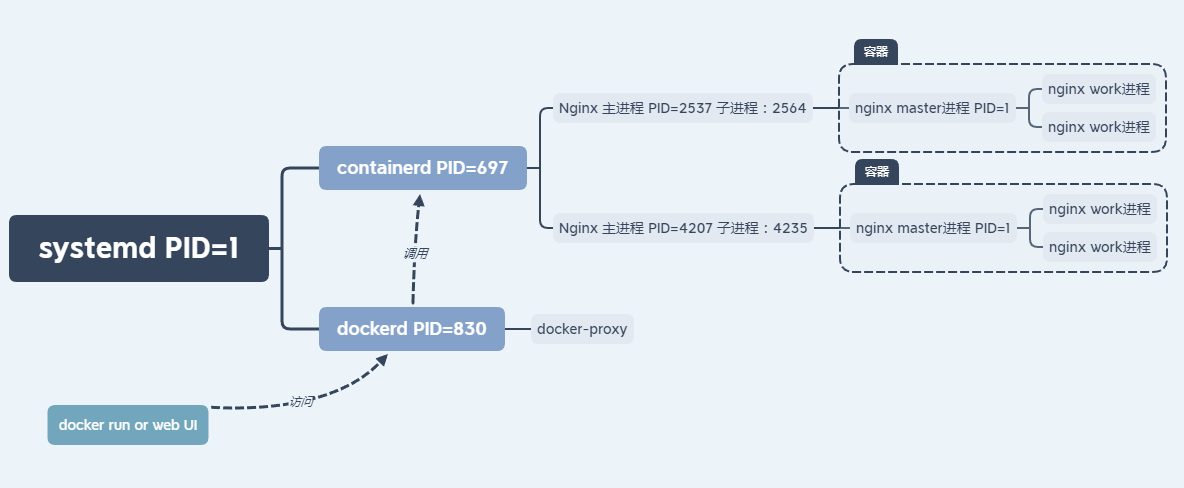 容器
nginx work进程
Nginx 主进程 PID=2537 子进程：2564
nginx master进程 PID=1
nginx work进程
containerd PID=697
容器
nginx work进程
Nginx 主进程 PID=4207 子进程：4235
nginx master进程 PID=1
nginx work进程
systemd PID=1
调用
dockerd PID=830
docker-proxy
访问
docker run or web UI